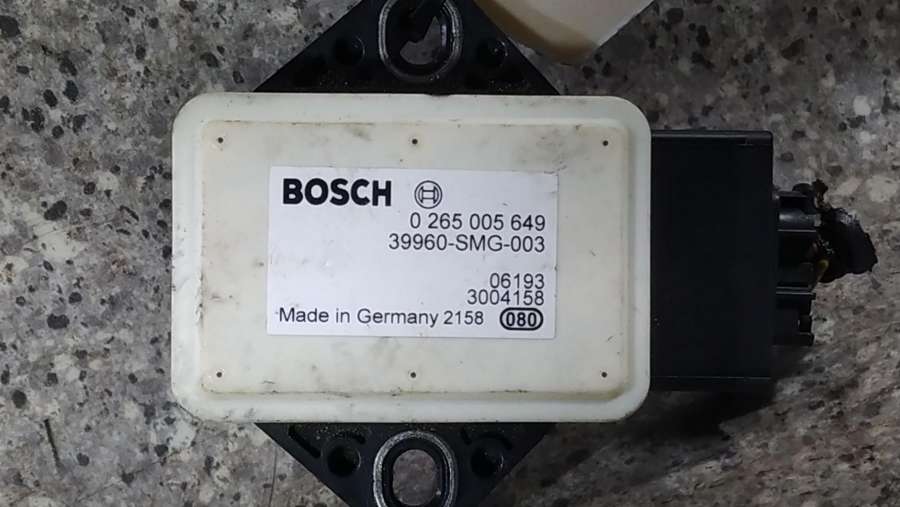 BOSCH
0 265 005 649
39960-SMG-003
06193
3004158
Made in Germany 2158 080